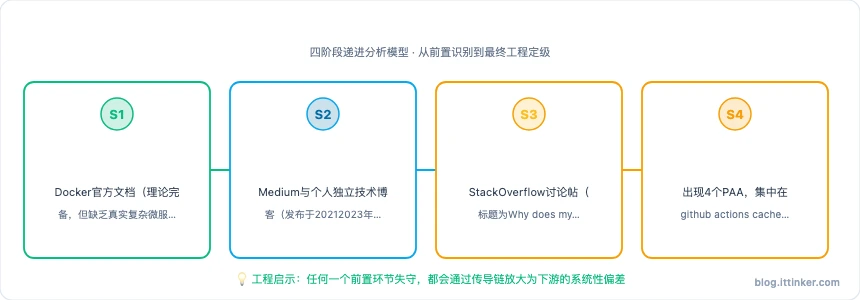 四阶段递进分析模型 · 从前置识别到最终工程定级
S1
Docker官方文档（理论完
备，但缺乏真实复杂微服...
S2
Medium与个人独立技术博
客（发布于20212023年...
S3
StackOverflow讨论帖（
标题为Why does my...
S4
出现4个PAA，集中在
github actions cache...
💡 工程启示：任何一个前置环节失守，都会通过传导链放大为下游的系统性偏差
blog.ittinker.com